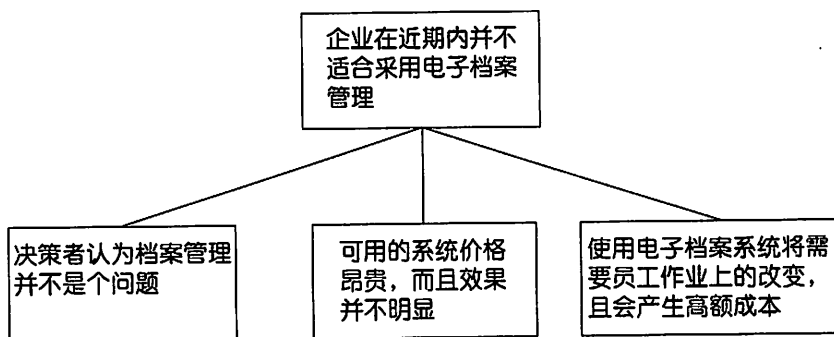 企业在近期内并不
适合采用电子档案
管理
决策者认为档案管理
并不是个问题
可用的系统价格
昂贵，而且效果
并不明显
使用电子档案系统将需
要员工作业上的改变，
且会产生高额成本